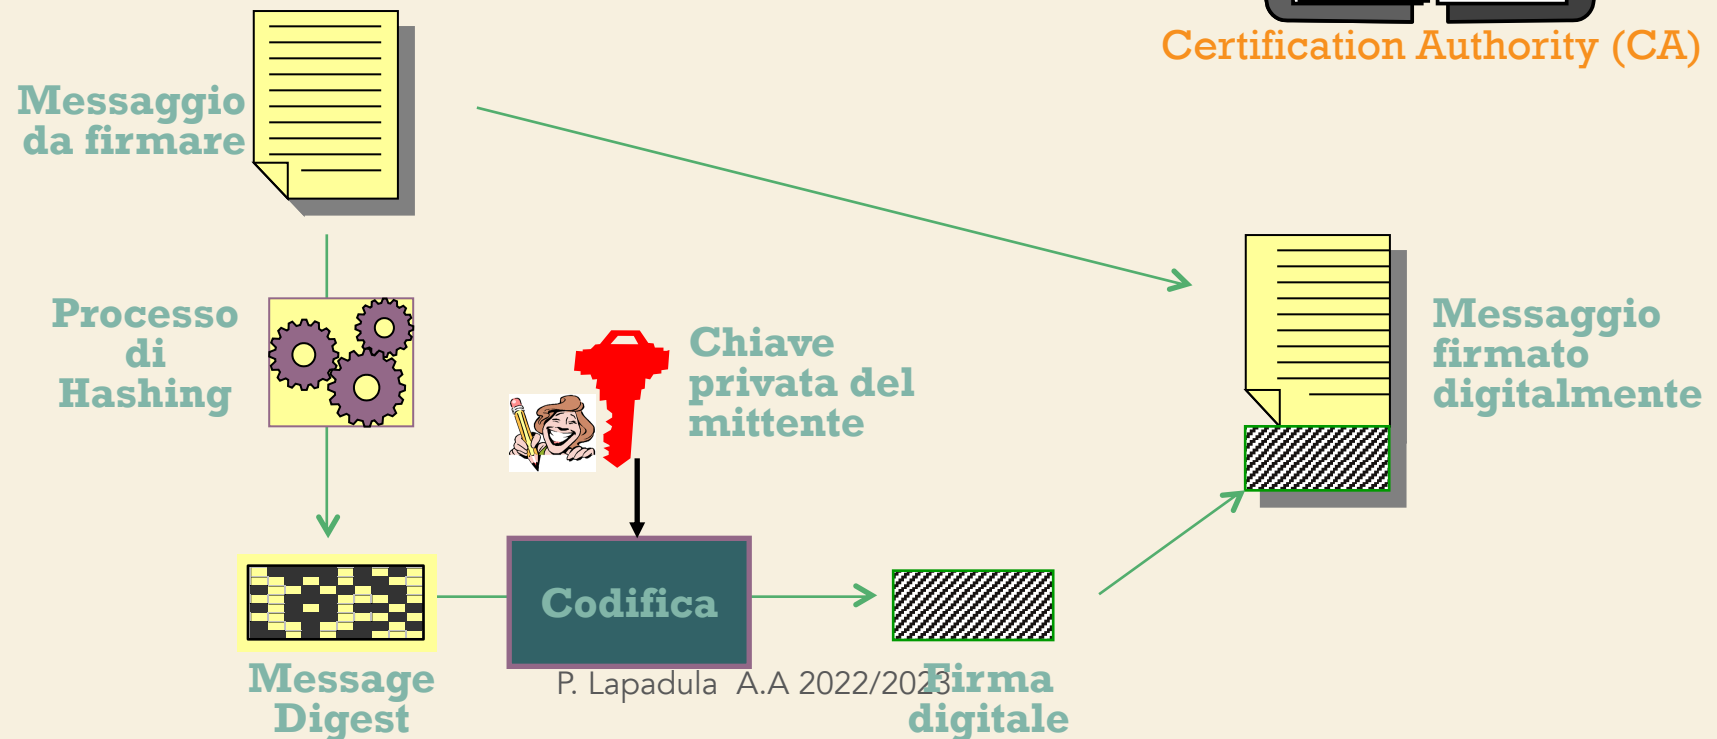 Certification Authority (CA)
Messaggio
da firmare
Processo
di
Hashing
Chiave
privata del
mittente
Messaggio
firmato
digitalmente
Codifica
Message
Digest
P. Lapadula A.A 2022/2023
Firma
digitale